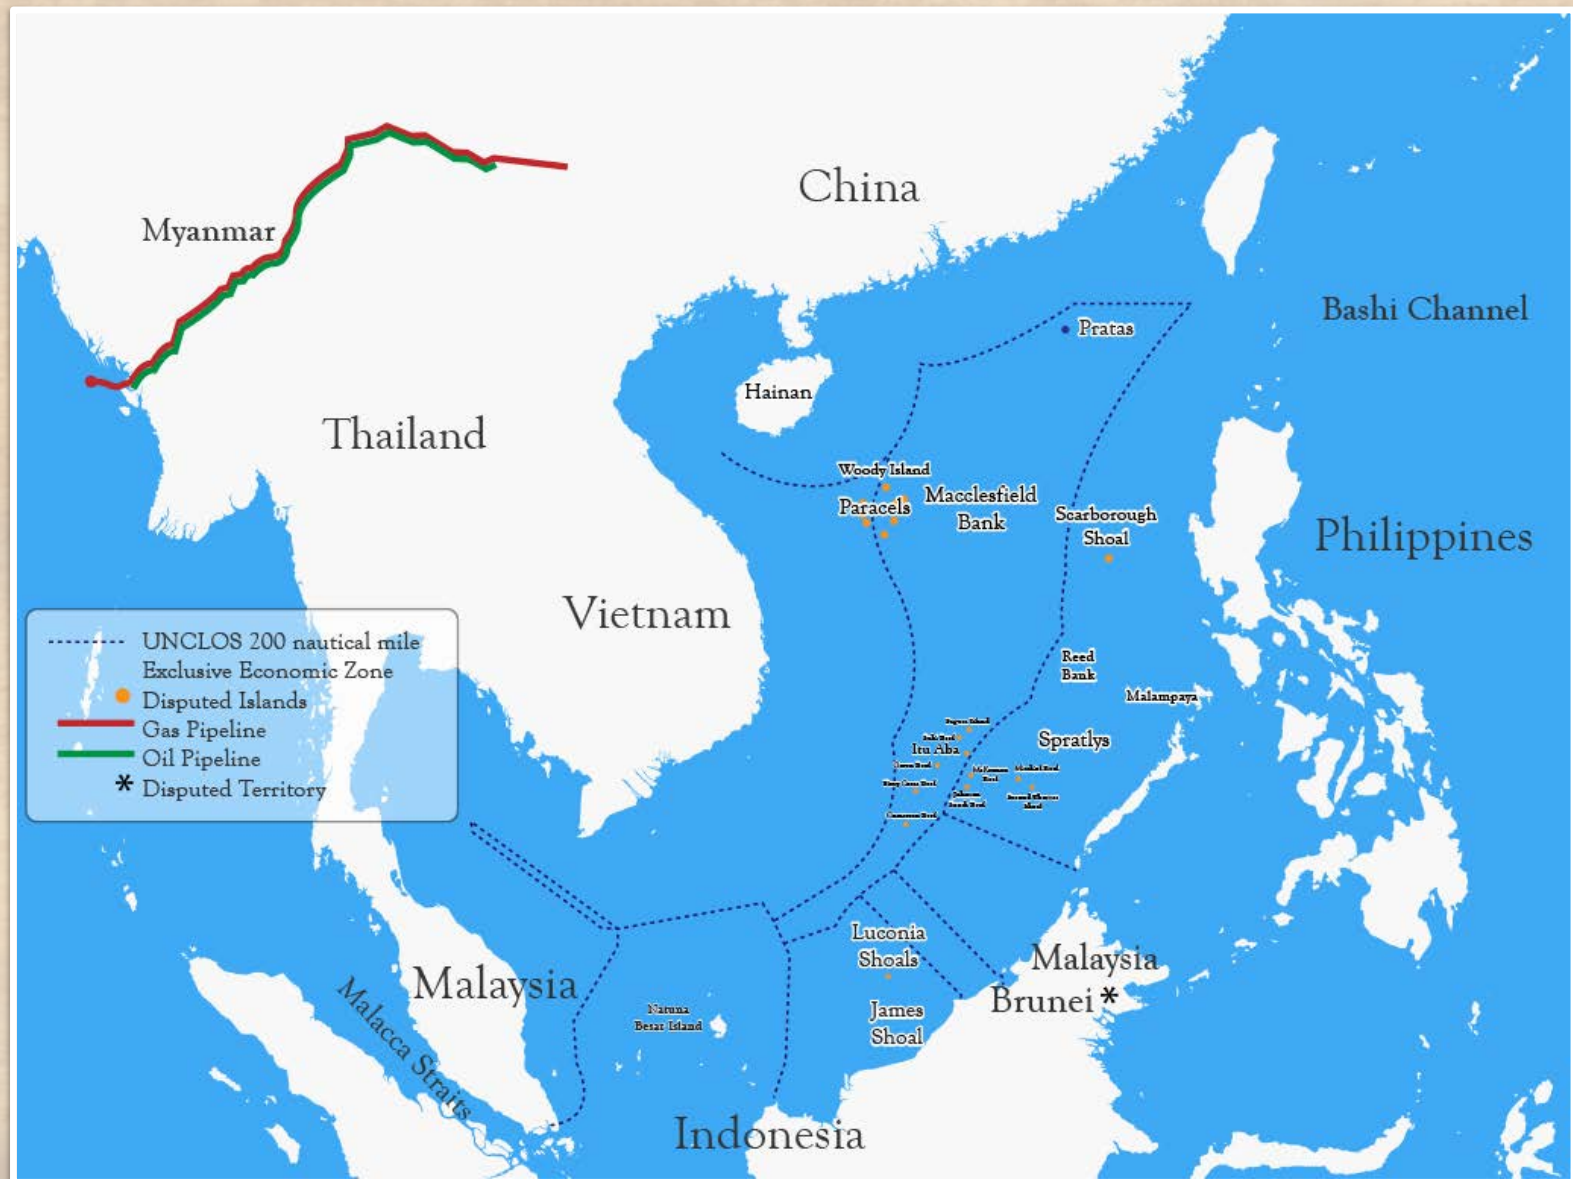 China
Myanmar
Bashi Channel
Pratas
Hainan
Thailand
Woody Island
Paracels
Macclesfield
Bank
Scarborough
Shoal
Philippines
Vietnam
UNCLOS 200 nautical mile
Exclusive Economic Zone
Disputed Islands
Gas Pipeline
Oil Pipeline
* Disputed Territory
Reed
Bank
Malampaya
Spratlys
Itu Aba
Luconia
Shoals
James
Shoal
Malaysia
Brunei *
Malaysia
Malacca Straits
Natuna
Besar Island
Indonesia